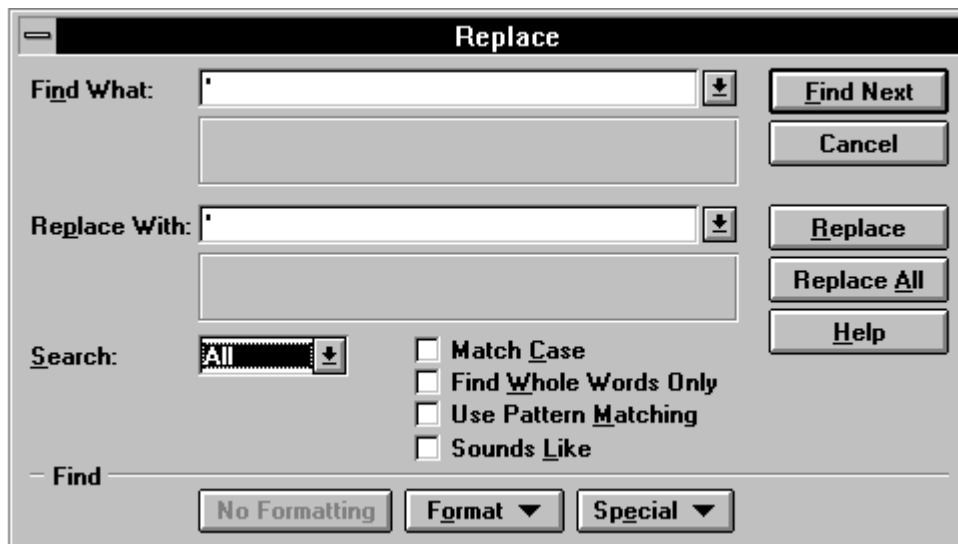 Replace
Find What: '
Find Next
Cancel
Replace With: '
Replace
Replace All
Help
Search: All
Match Case
Find Whole Words Only
Use Pattern Matching
Sounds Like
Find
No Formatting Format Special